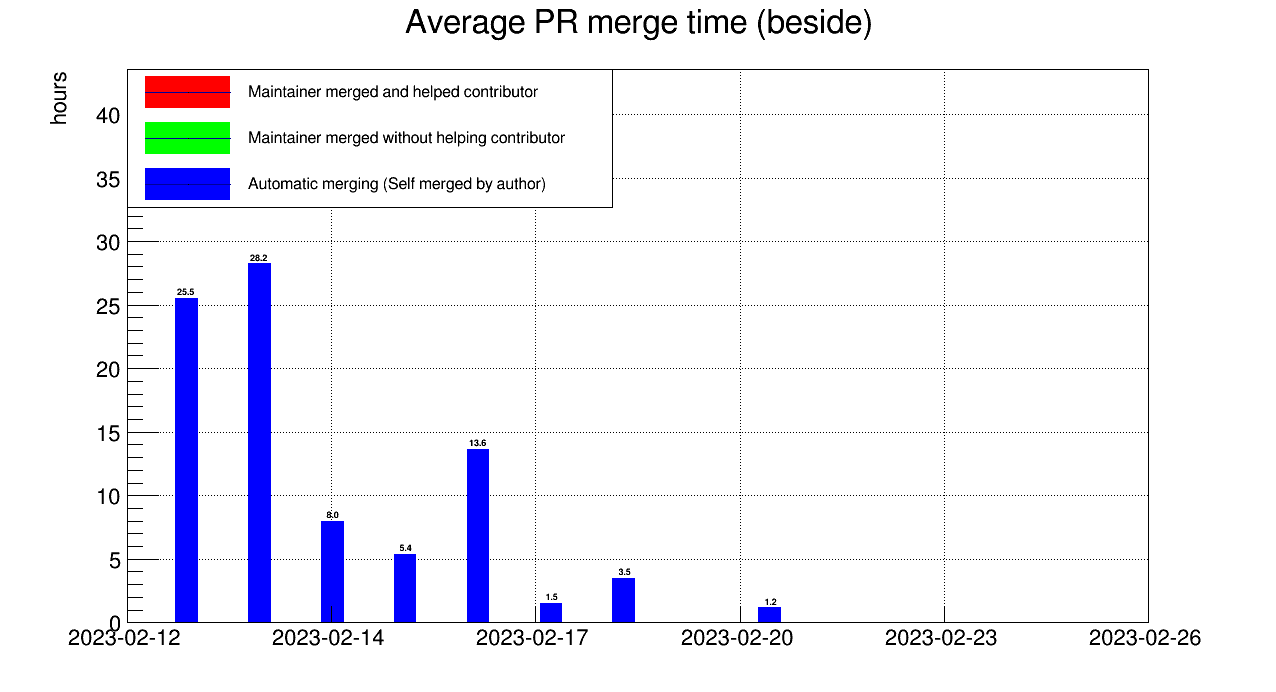 Average PR merge time (beside)
hours
Maintainer merged and helped contributor
Maintainer merged without helping contributor
Automatic merging (Self merged by author)
40
35
30
25
20
15
10
5
0
25.5
28.2
8.0
5.4
13.6
1.5
3.5
1.2
2023-02-12 2023-02-14 2023-02-17 2023-02-20 2023-02-23 2023-02-26